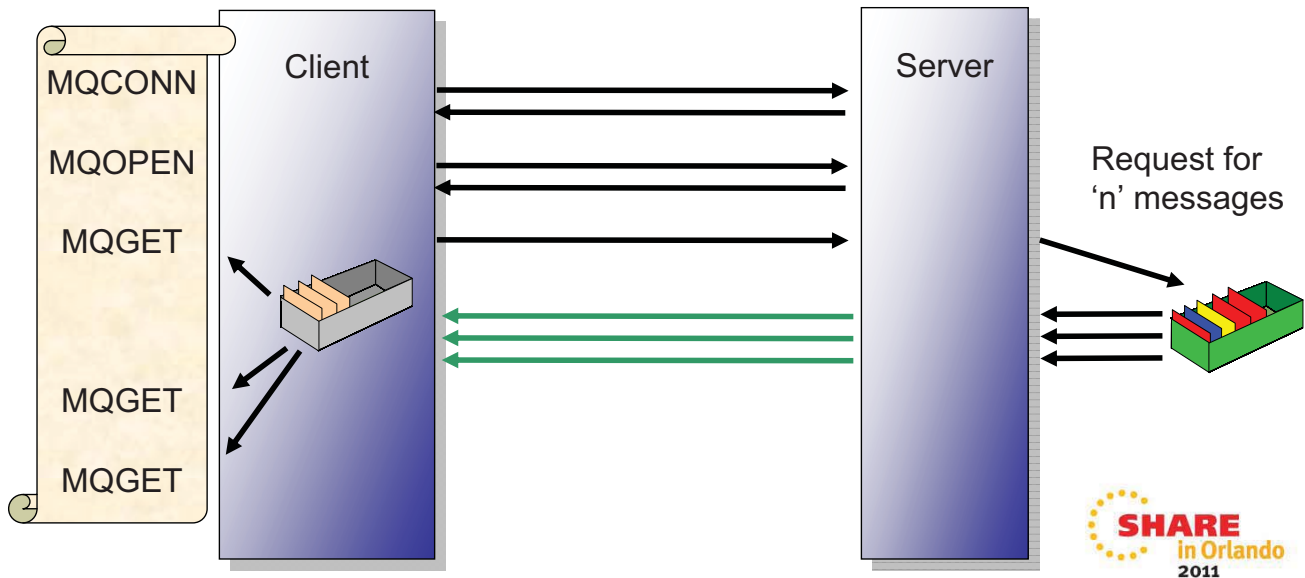 MQCONN
MQOPEN
MQGET
MQGET
MQGET
Client
Server
Request for
‘n’ messages
SHARE
in Orlando
2011